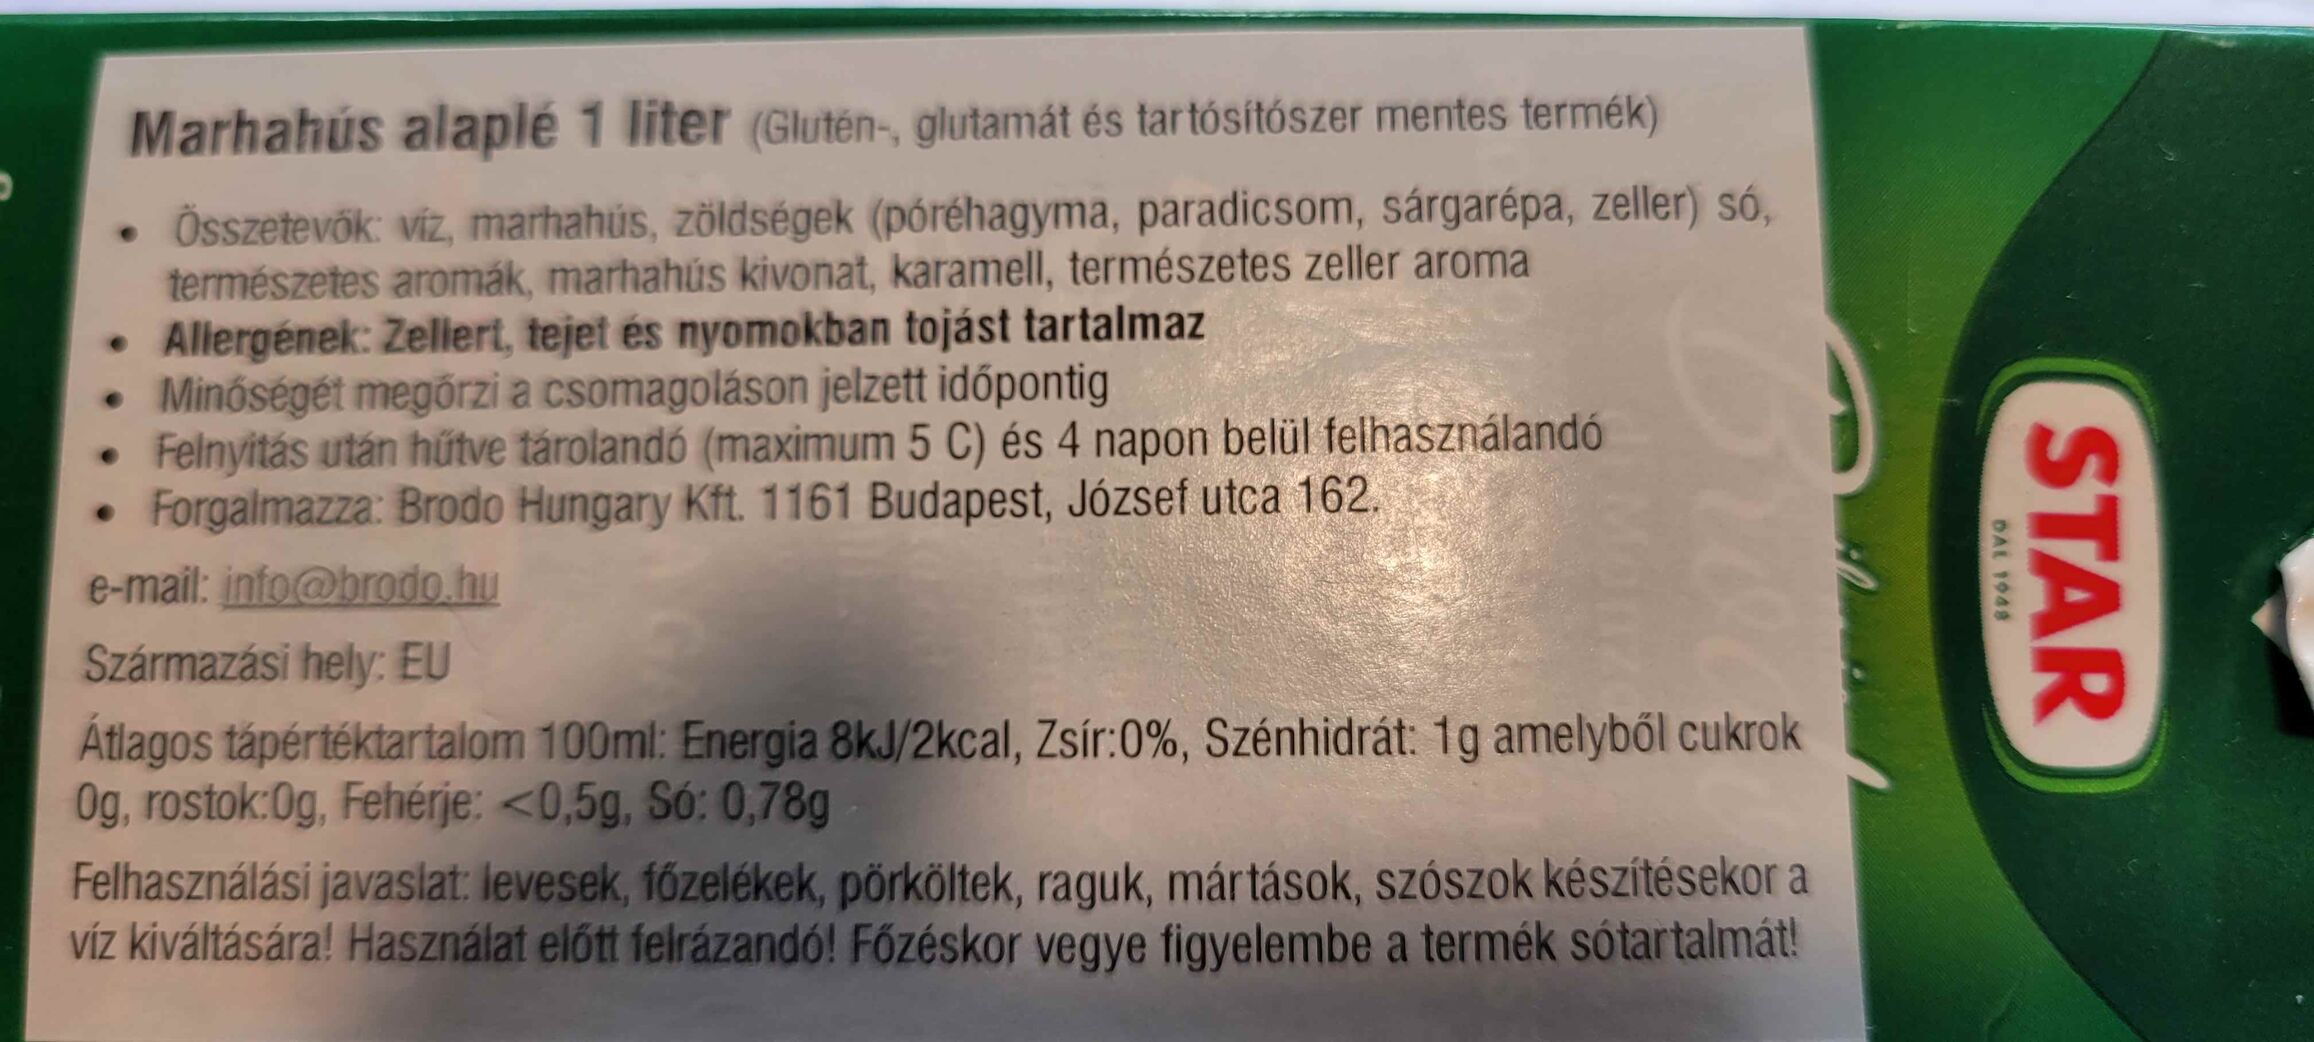 Marhahús alaplé 1 liter (Glutén-, glutamát és tartósítószer mentes termék)
• Összetevők: víz, marhahús, zöldségek (póréhagyma, paradicsom, sárgarépa, zeller) só,
természetes aromák, marhahús kivonat, karamell, természetes zeller aroma
• Allergének: Zellert, tejet és nyomokban tojást tartalmaz
• Minőségét megőrzi a csomagoláson jelzett időpontig
• Felnyitás után hűtve tárolandó (maximum 5 C) és 4 napon belül felhasználandó
• Forgalmazza: Brodo Hungary Kft. 1161 Budapest, József utca 162.
e-mail: info@brodo.hu
Származási hely: EU
Átlagos tápértéktartalom 100ml: Energia 8kJ/2kcal, Zsír:0%, Szénhidrát: 1g amelyből cukrok
0g, rostok:0g, Fehérje: <0,5g, Só: 0,78g
Felhasználási javaslat: levesek, főzelékek, pörköltek, raguk, mártások, szószok készítésekor a
víz kiváltására! Használat előtt felrázandó! Főzéskor vegye figyelembe a termék sótartalmát!
STAR
DAL 1948